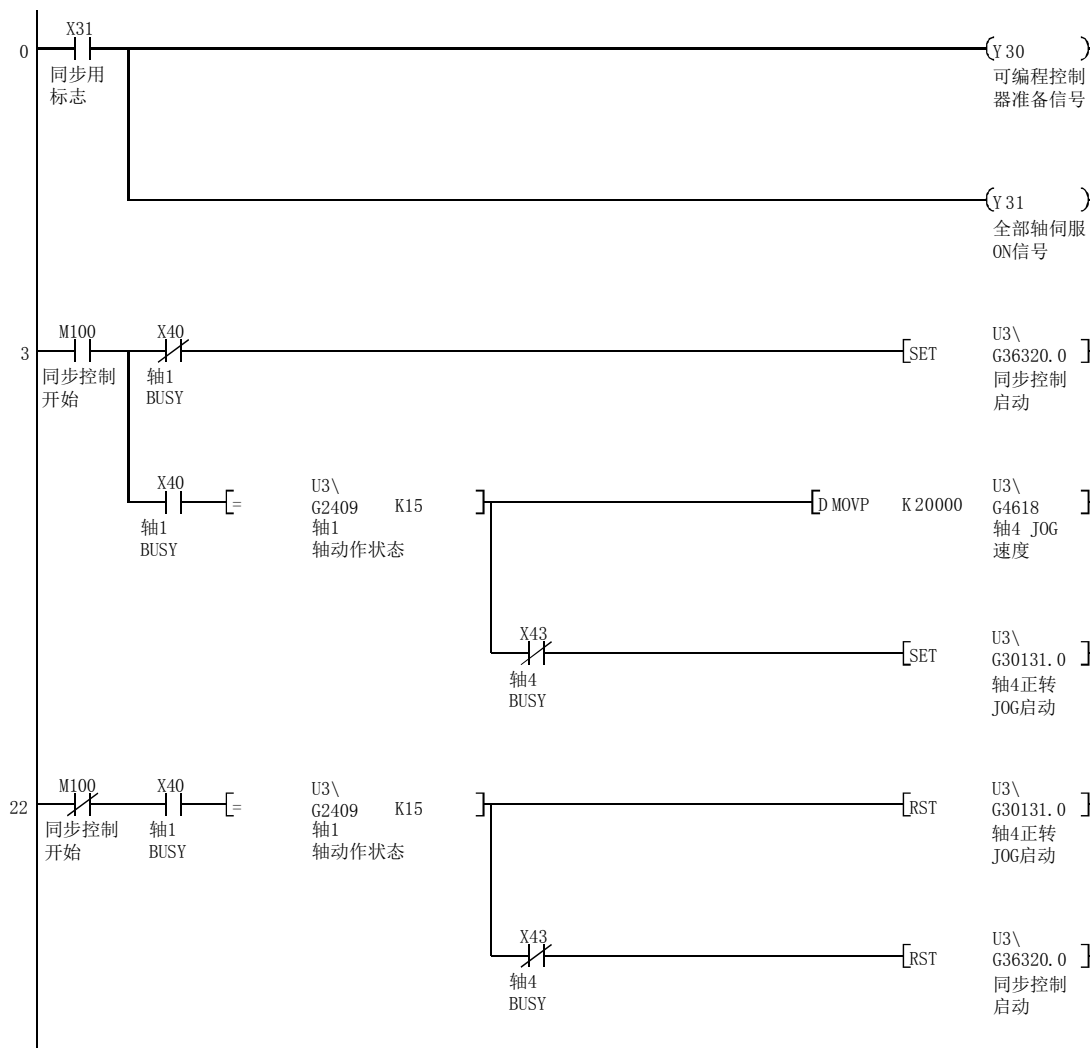 X31
0
Y30
同步用
标志
可编程控制
器准备信号
Y31
全部轴伺服
ON信号
M100 X40 U3\
3 SET G36320.0
同步控制
开始
轴1
BUSY
同步控制
启动
X40 U3\ U3\
= G2409 K15 DMOVP K20000 G4618
轴1
BUSY
轴1
轴动作状态
轴4 JOG
速度
X43 U3\
SET G30131.0
轴4
BUSY
轴4正转
JOG启动
M100 X40 U3\ U3\
22 = G2409 K15 RST G30131.0
同步控制
开始
轴1
BUSY
轴1
轴动作状态
轴4正转
JOG启动
X43 U3\
RST G36320.0
轴4
BUSY
同步控制
启动